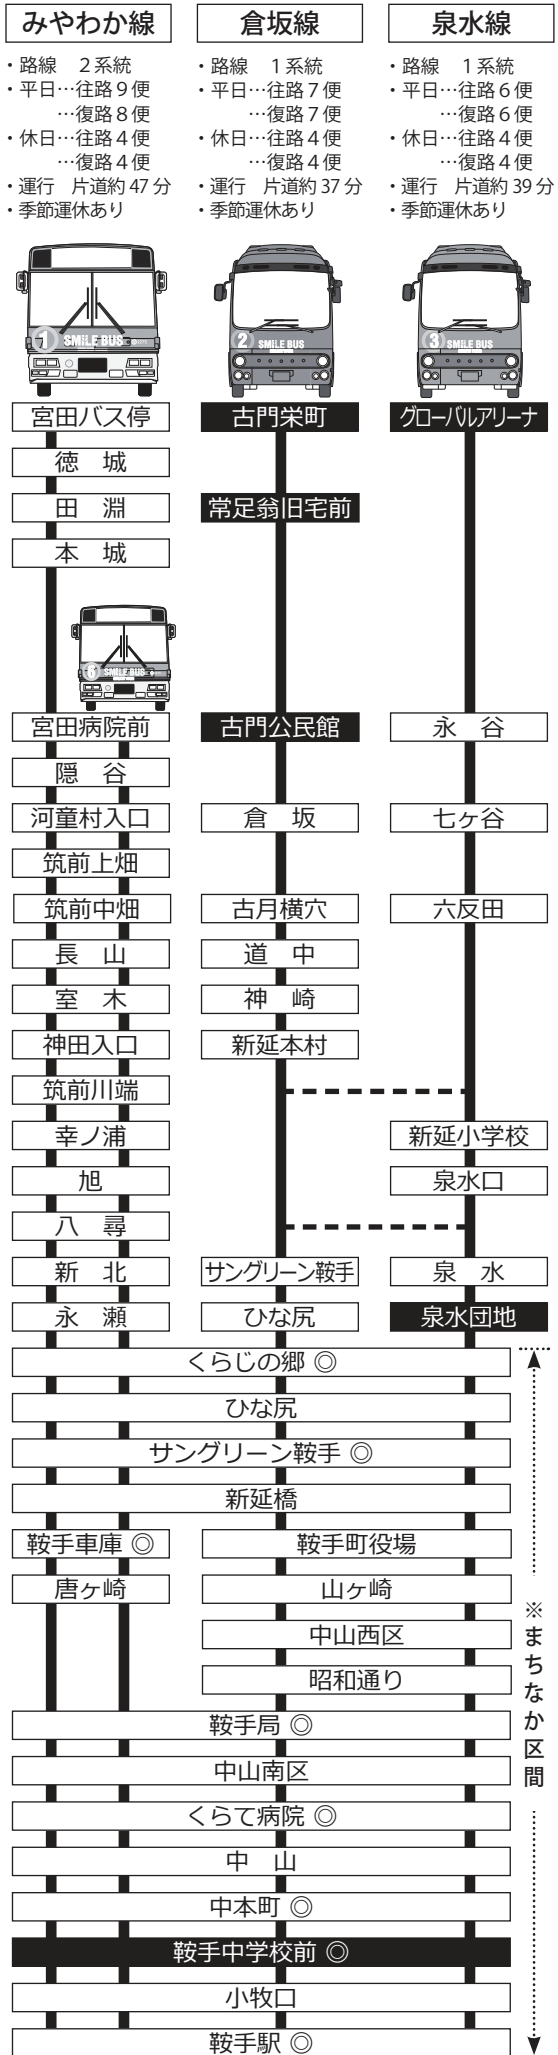 みやわか線
・路線　2系統
・平日…往路9便
…復路8便
・休日…往路4便
…復路4便
・運行　片道約47分
・季節運休あり
倉坂線
・路線　1系統
・平日…往路7便
…復路7便
・休日…往路4便
…復路4便
・運行　片道約37分
・季節運休あり
泉水線
・路線　1系統
・平日…往路6便
…復路6便
・休日…往路4便
…復路4便
・運行　片道約39分
・季節運休あり
1 SMILE BUS
2 SMILE BUS
3 SMILE BUS
宮田バス停
徳　城
田　淵
本　城
6 SMILE BUS
宮田病院前
隠　谷
河童村入口
筑前上畑
筑前中畑
長　山
室　木
神田入口
筑前川端
幸ノ浦
旭
八　尋
新　北
永　瀬
古門栄町
常足翁旧宅前
古門公民館
倉　坂
古月横穴
道　中
神　崎
新延本村
サングリーン鞍手
ひな尻
グローバルアリーナ
永　谷
七ヶ谷
六反田
新延小学校
泉水口
泉　水
泉水団地
くらじの郷 ◎
ひな尻
サングリーン鞍手 ◎
新延橋
鞍手車庫 ◎
鞍手町役場
唐ヶ崎
山ヶ崎
中山西区
昭和通り
鞍手局 ◎
中山南区
くらて病院 ◎
中　山
中本町 ◎
鞍手中学校前 ◎
小牧口
鞍手駅 ◎
※まちなか区間